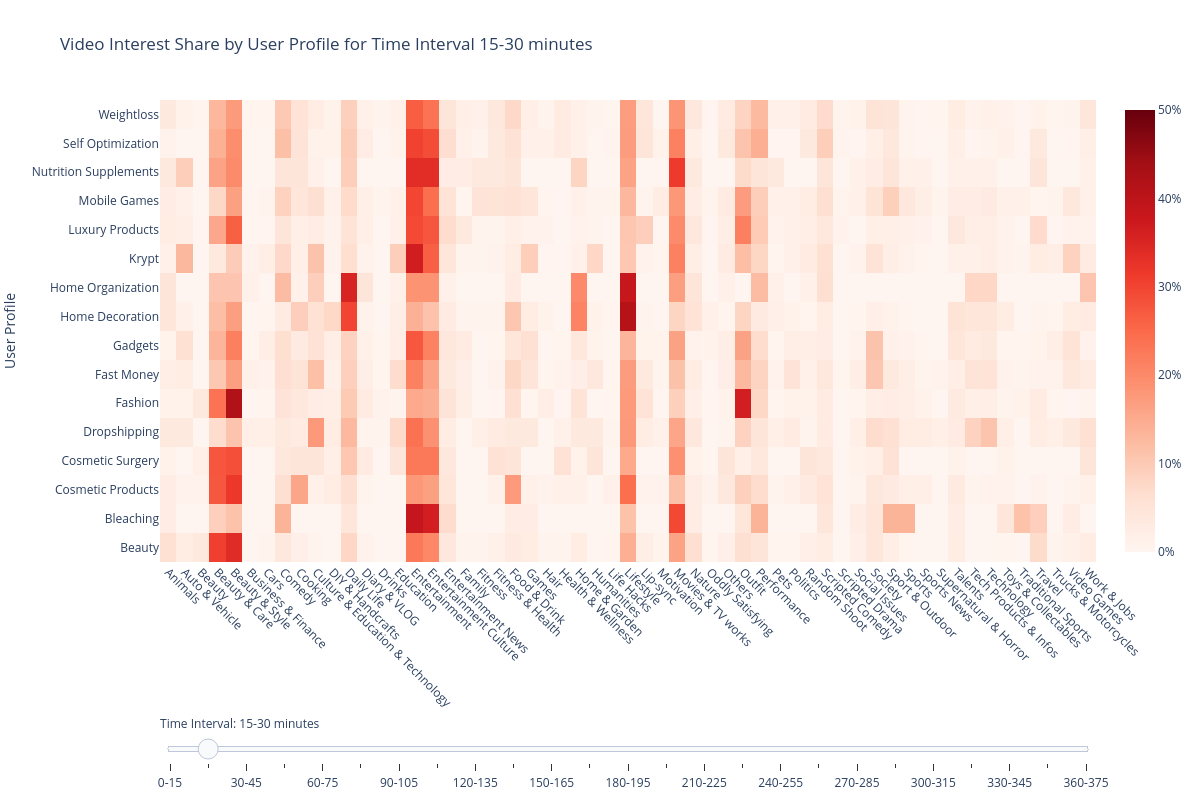 Video Interest Share by User Profile for Time Interval 15-30 minutes
User Profile
Weightloss
Self Optimization
Nutrition Supplements
Mobile Games
Luxury Products
Krypt
Home Organization
Home Decoration
Gadgets
Fast Money
Fashion
Dropshipping
Cosmetic Surgery
Cosmetic Products
Bleaching
Beauty
50%
40%
30%
20%
10%
0%
Animals
Auto & Vehicle
Beauty
Beauty & Care
Beauty & Style
Business & Finance
Cars
Comedy
Cooking
Culture & Education & Technology
DIY & Handcrafts
Daily Life
Diary & VLOG
Drinks
Education
Entertainment
Entertainment Culture
Entertainment News
Family
Fitness
Fitness & Health
Food & Drink
Games
Hair
Health & Wellness
Home & Garden
Humanities
Life Hacks
Lifestyle
Lip-sync
Motivation
Movies & TV works
Nature
Oddly Satisfying
Others
Outfit
Performance
Pets
Politics
Random Shoot
Scripted Comedy
Scripted Drama
Social Issues
Society
Sport & Outdoor
Sports
Sports News
Supernatural & Horror
Talents
Tech Products & Infos
Technology
Toys & Collectables
Traditional Sports
Travel
Trucks & Motorcycles
Video Games
Work & Jobs
Time Interval: 15-30 minutes
0-15
30-45
60-75
90-105
120-135
150-165
180-195
210-225
240-255
270-285
300-315
330-345
360-375